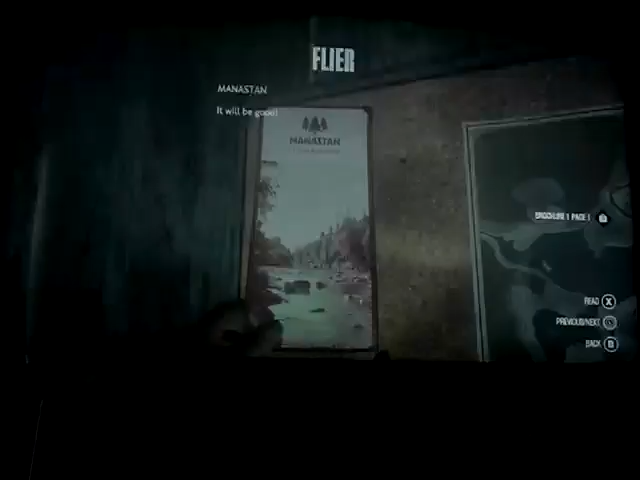 FLIER
MANASTAN
It will be good!
MANASTAN
BROCHURE 1 PAGE 1
READ X
PREVIOUS/NEXT
BACK B